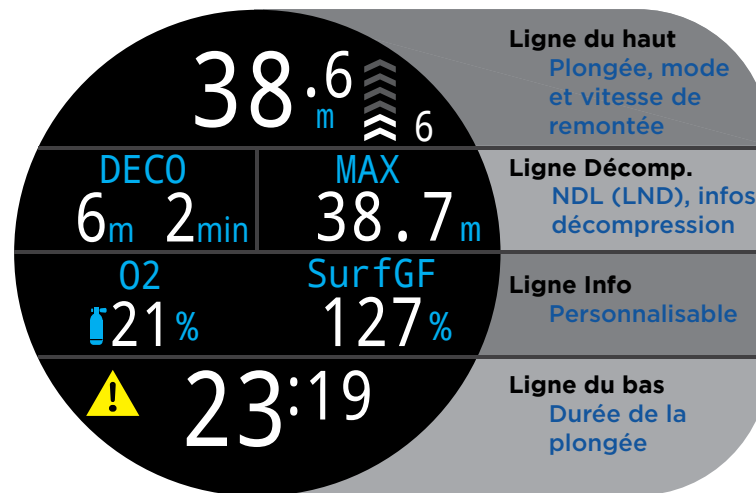 38.6
m
6
Ligne du haut
Plongée, mode
et vitesse de
remontée
DECO
6m 2min
MAX
38.7m
Ligne Décomp.
NDL (LND), infos
décompression
O2
21%
SurfGF
127%
Ligne Info
Personnalisable
23:19
Ligne du bas
Durée de la
plongée